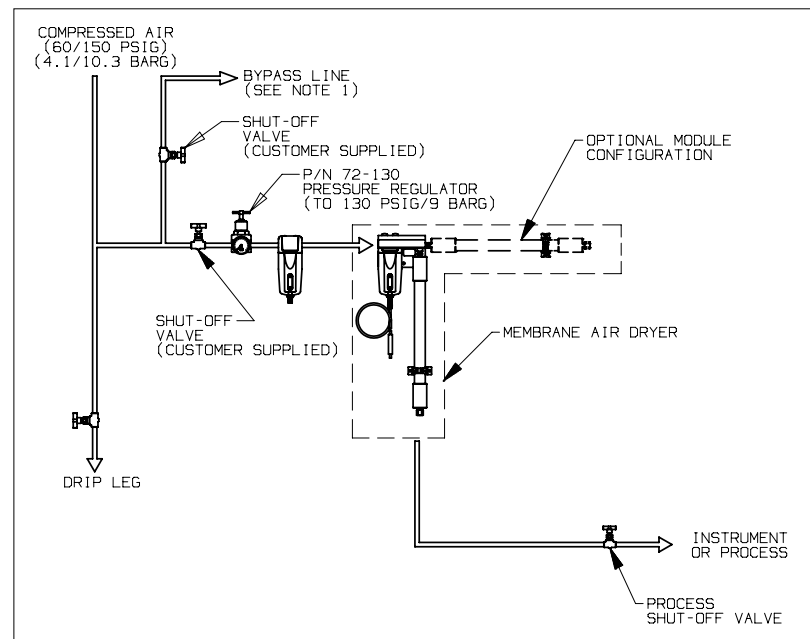 COMPRESSED AIR
(60/150 PSIG)
(4.1/10.3 BARG)
BYPASS LINE
(SEE NOTE 1)
SHUT-OFF
VALVE
(CUSTOMER SUPPLIED)
OPTIONAL MODULE
CONFIGURATION
P/N 72-130
PRESSURE REGULATOR
(TO 130 PSIG/9 BARG)
SHUT-OFF
VALVE
(CUSTOMER SUPPLIED)
MEMBRANE AIR DRYER
DRIP LEG
INSTRUMENT
OR PROCESS
PROCESS
SHUT-OFF VALVE